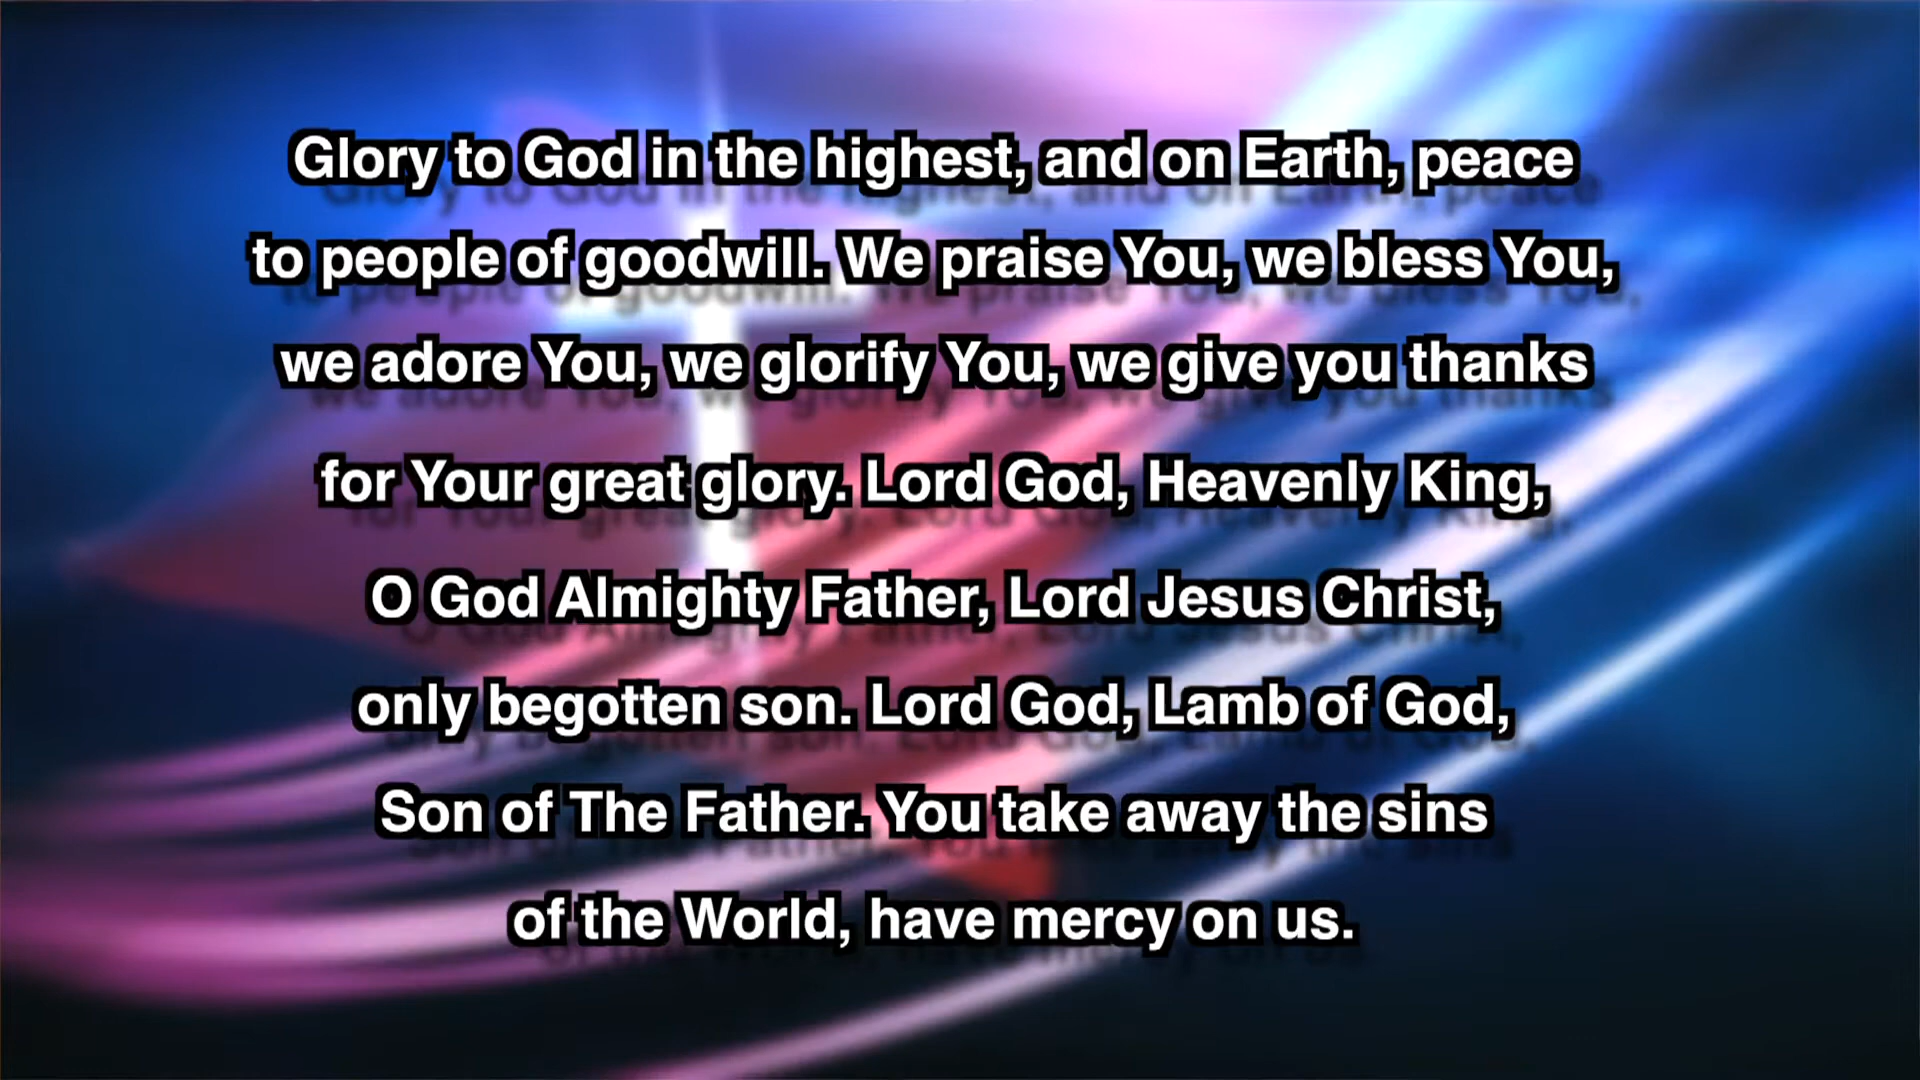 Glory to God in the highest, and on Earth, peace
to people of goodwill. We praise You, we bless You,
we adore You, we glorify You, we give you thanks
for Your great glory. Lord God, Heavenly King,
O God Almighty Father, Lord Jesus Christ,
only begotten son. Lord God, Lamb of God,
Son of The Father. You take away the sins
of the World, have mercy on us.